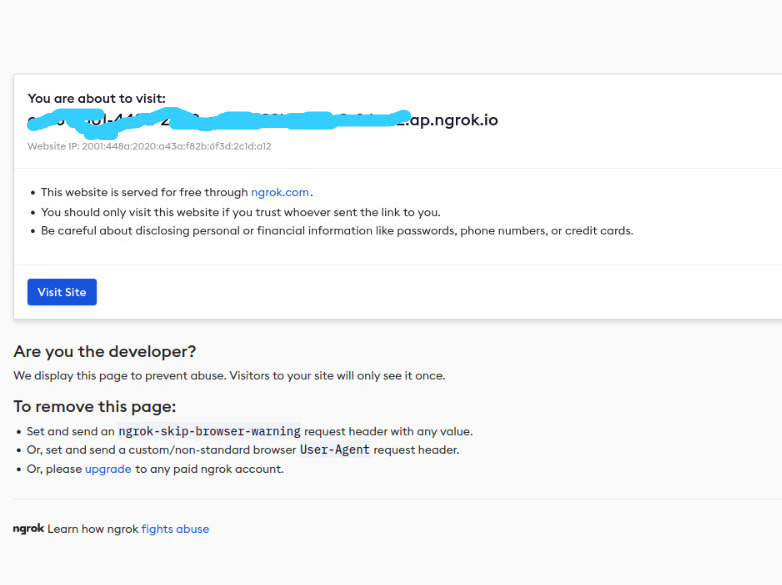 You are about to visit:
.ap.ngrok.io
Website IP: 2001:448a:2020:a43a:f82b:6f3d:2c1d:a12
This website is served for free through ngrok.com.
You should only visit this website if you trust whoever sent the link to you.
Be careful about disclosing personal or financial information like passwords, phone numbers, or credit cards.
Visit Site
Are you the developer?
We display this page to prevent abuse. Visitors to your site will only see it once.
To remove this page:
Set and send an ngrok-skip-browser-warning request header with any value.
Or, set and send a custom/non-standard browser User-Agent request header.
Or, please upgrade to any paid ngrok account.
ngrok Learn how ngrok fights abuse